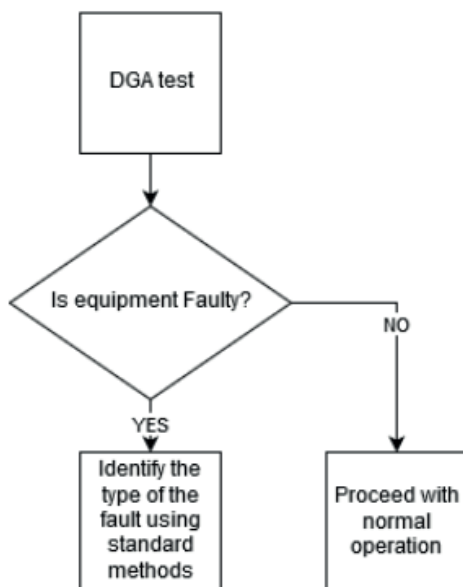 DGA test
Is equipment Faulty?
NO
YES
Identify the
type of the
fault using
standard
methods
Proceed with
normal
operation